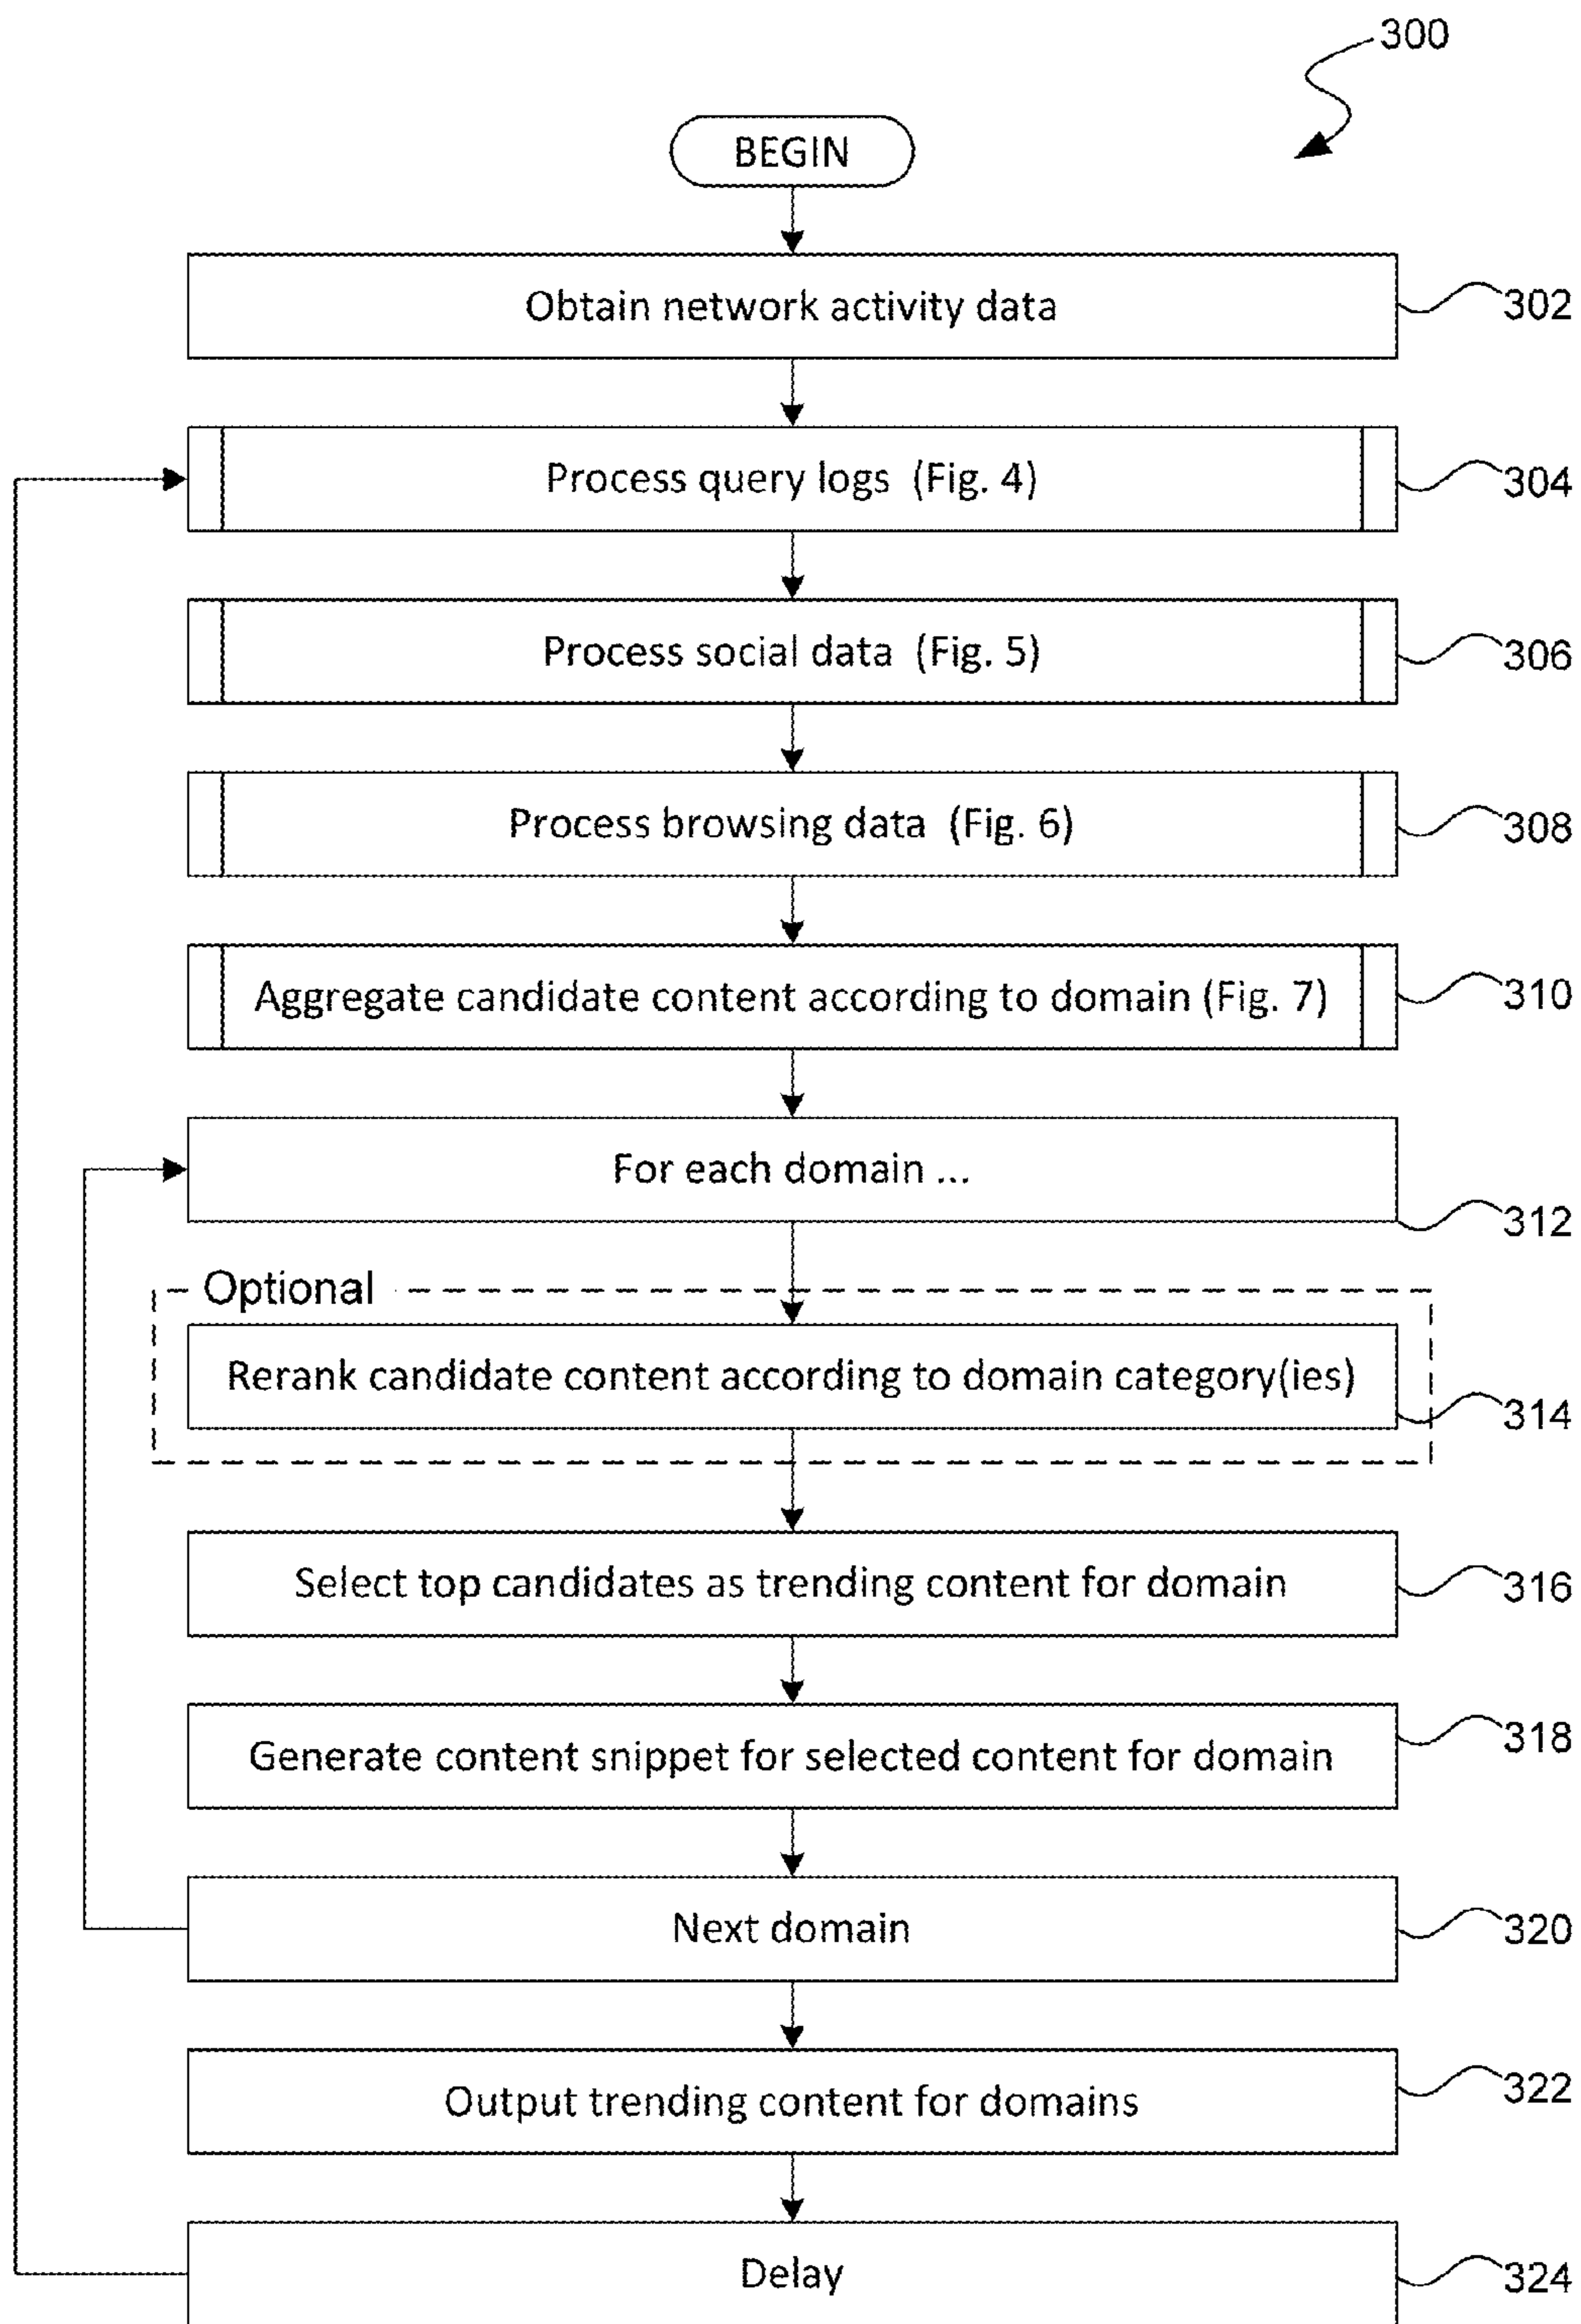 300
BEGIN
Obtain network activity data
302
Process query logs (Fig. 4)
304
Process social data (Fig. 5)
306
Process browsing data (Fig. 6)
308
Aggregate candidate content according to domain (Fig. 7)
310
For each domain ...
312
Optional
Rerank candidate content according to domain category(ies)
314
Select top candidates as trending content for domain
316
Generate content snippet for selected content for domain
318
Next domain
320
Output trending content for domains
322
Delay
324